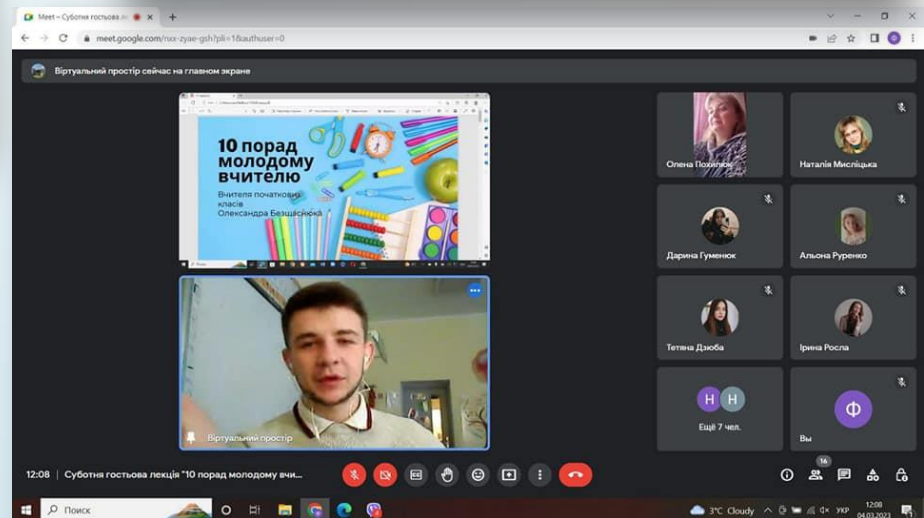 Meet – Суботня гостьова л
meet.google.com/rux-zyae-gsh?pli=1&authuser=0
Віртуальний простір сейчас на главном экране
10 порад
молодому
вчителю
Вчителя початкових
класів
Олександра Безщаснюка
Віртуальний простір
Олена Похилюк
Наталія Мисліцька
Дарина Гуменюк
Альона Руренко
Тетяна Дзюба
Ірина Росла
Н Н
Ещё 7 чел.
Ф
Вы
12:08 | Суботня гостьова лекція "10 порад молодому вчи...
16
Поиск
3°C Cloudy
УКР
12:08
04.03.2023